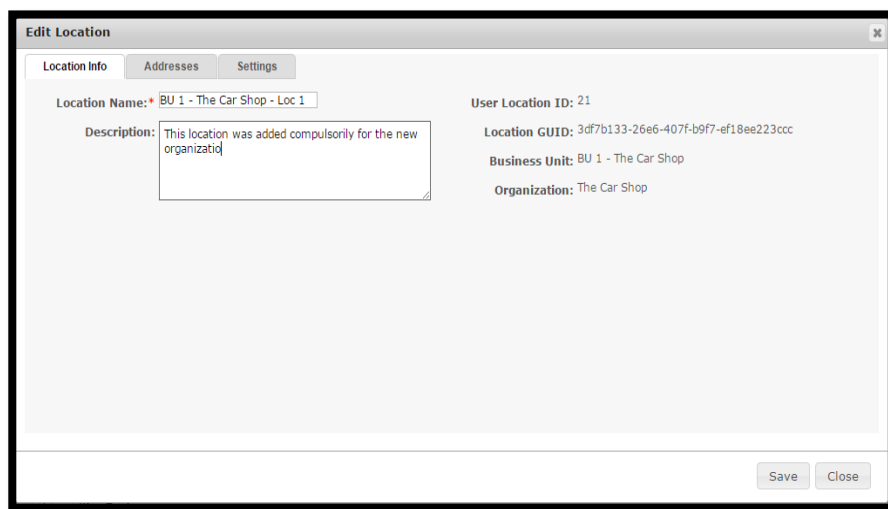 Edit Location
Location Info Addresses Settings
Location Name:* BU 1 - The Car Shop - Loc 1
Description: This location was added compulsorily for the new
organizatio
User Location ID: 21
Location GUID: 3df7b133-26e6-407f-b9f7-ef18ee223ccc
Business Unit: BU 1 - The Car Shop
Organization: The Car Shop
Save Close